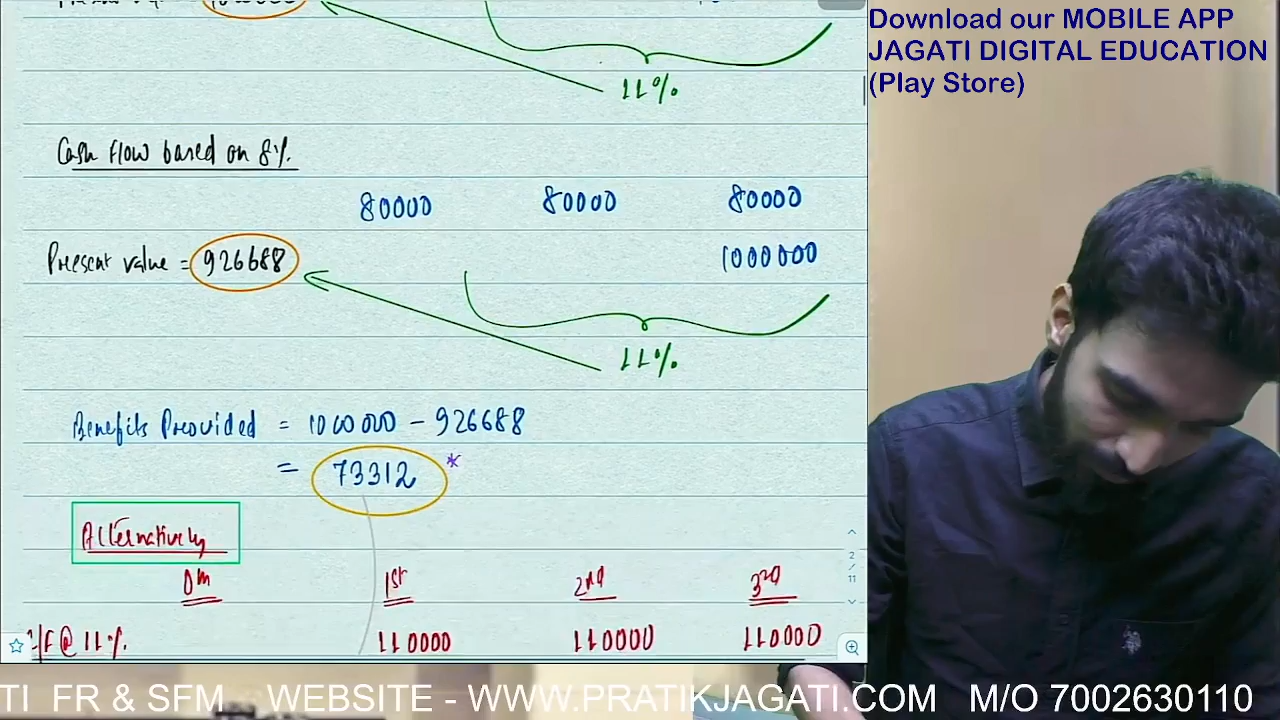 Download our MOBILE APP
JAGATI DIGITAL EDUCATION
(Play Store)
11%
Cash flow based on 8%.
80000 80000 80000
Present value = 926688 1000000
11%
Benefits Provided = 1000000 - 926688
= 73312 *
Alternatively
1st 2nd 3rd
@ 11%. 110000 110000 110000
2
/
11
TI FR & SFM WEBSITE - WWW.PRATIKJAGATI.COM M/O 7002630110